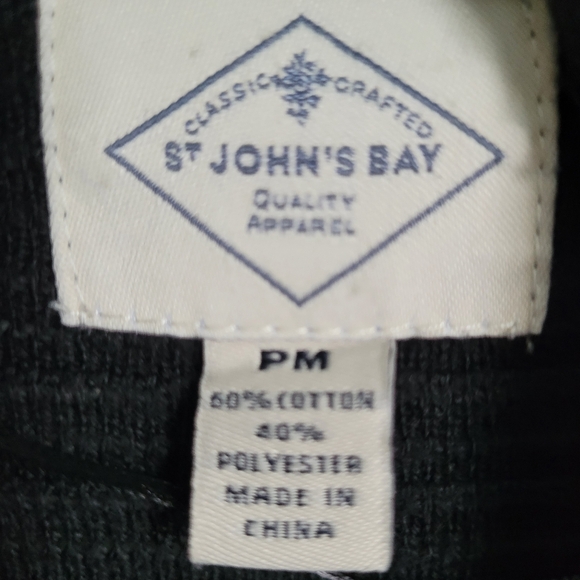 CLASSIC CRAFTED
ST JOHN'S BAY
QUALITY
APPAREL
PM
60% COTTON
40%
POLYESTER
MADE IN
CHINA